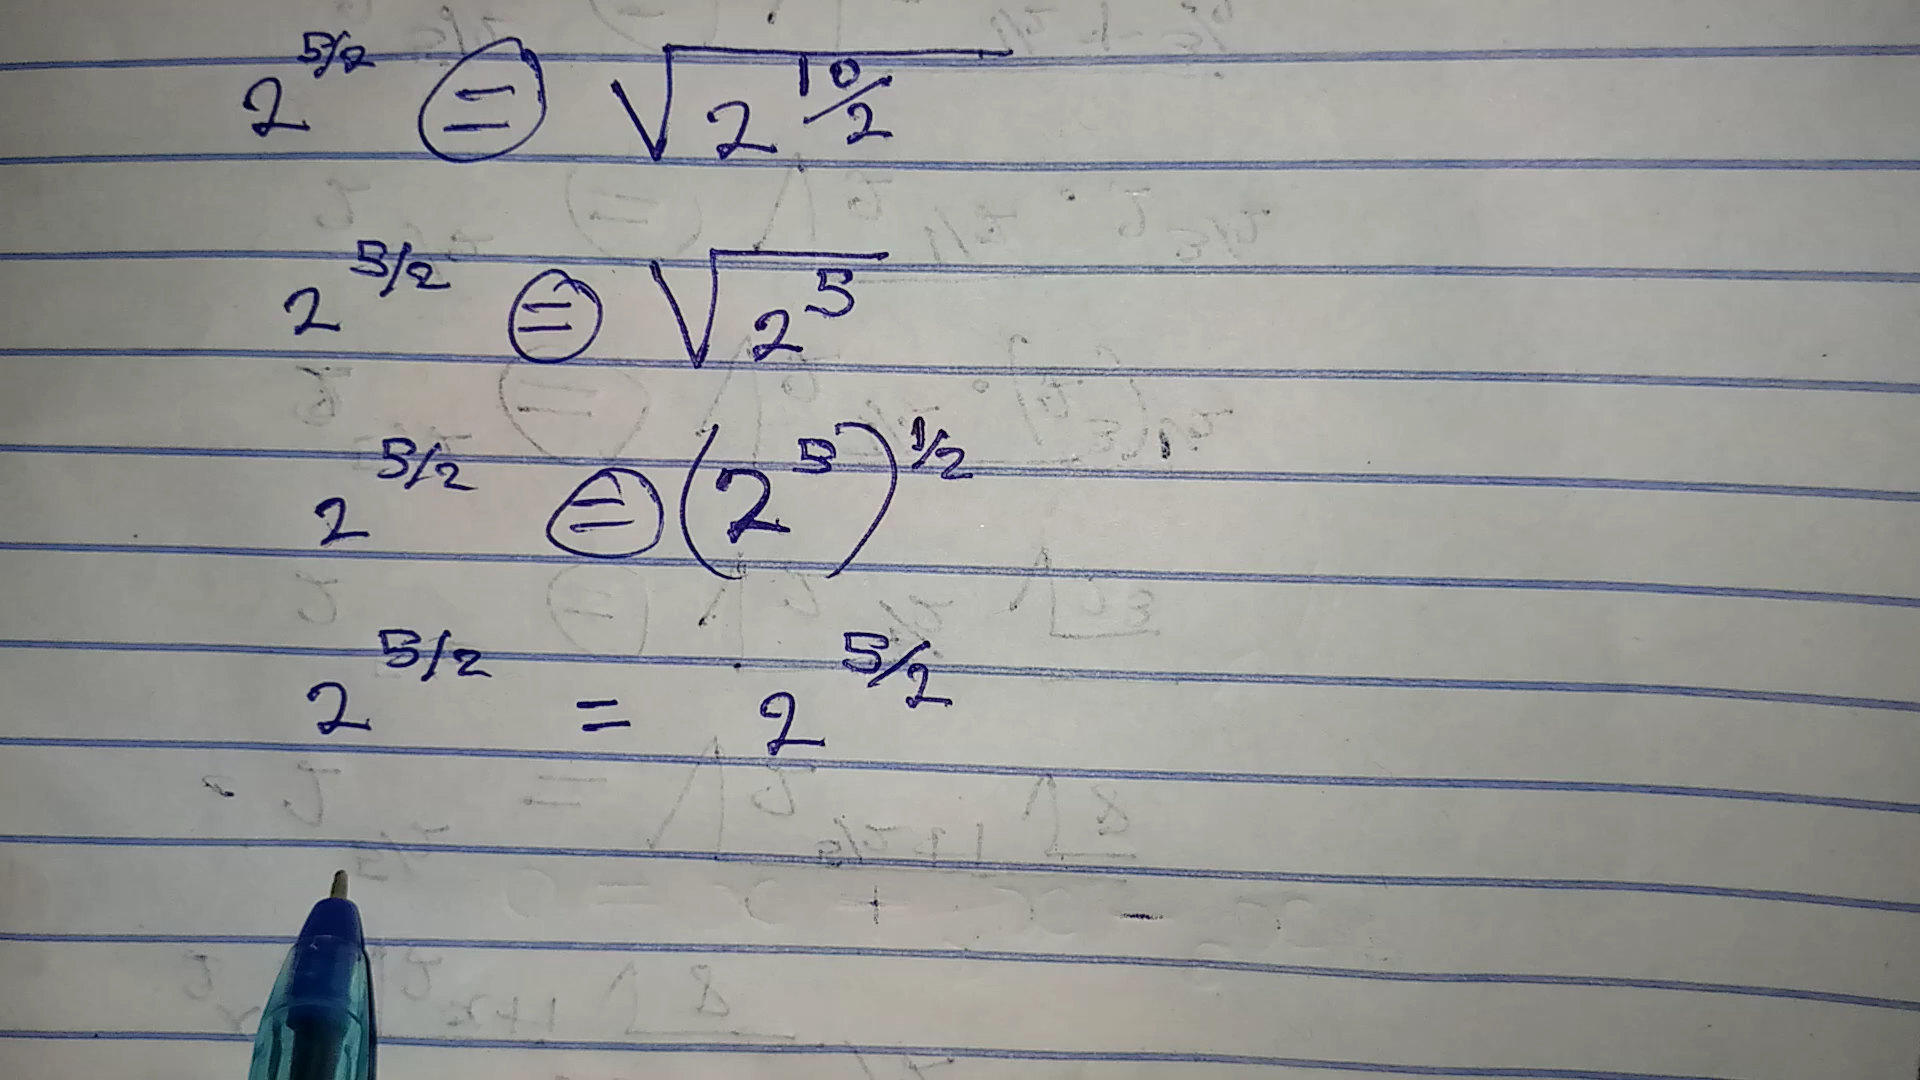 2^5/2 = √2^10/2
2^5/2 = √2^5
2^5/2 = (2^5)^1/2
2^5/2 = 2^5/2